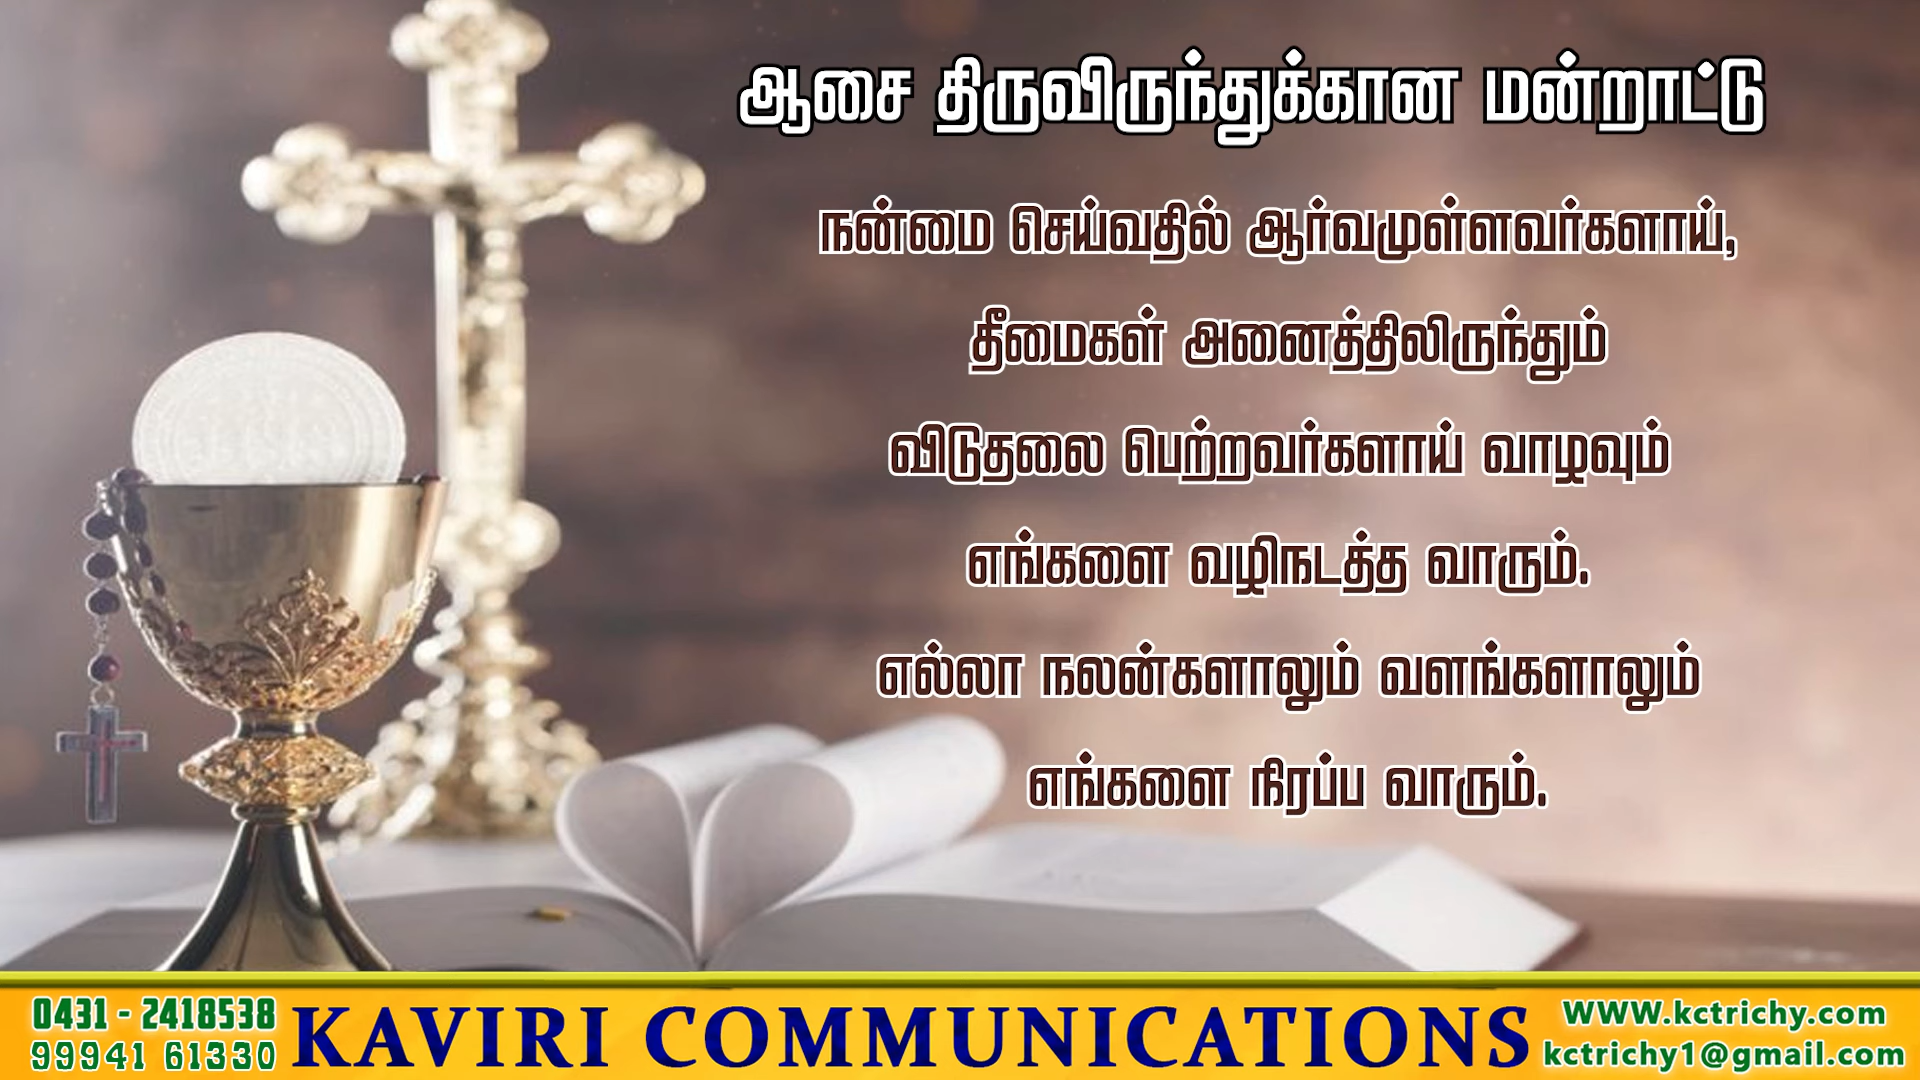 ஆசை திருவிருந்துக்கான மன்றாட்டு
நன்மை செய்வதில் ஆர்வமுள்ளவர்களாய்,
தீமைகள் அனைத்திலிருந்தும்
விடுதலை பெற்றவர்களாய் வாழவும்
எங்களை வழிநடத்த வாரும்.
எல்லா நலன்களாலும் வளங்களாலும்
எங்களை நிரப்ப வாரும்.
0431 - 2418538
99941 61330
KAVIRI COMMUNICATIONS
www.kctrichy.com
kctrichy1@gmail.com